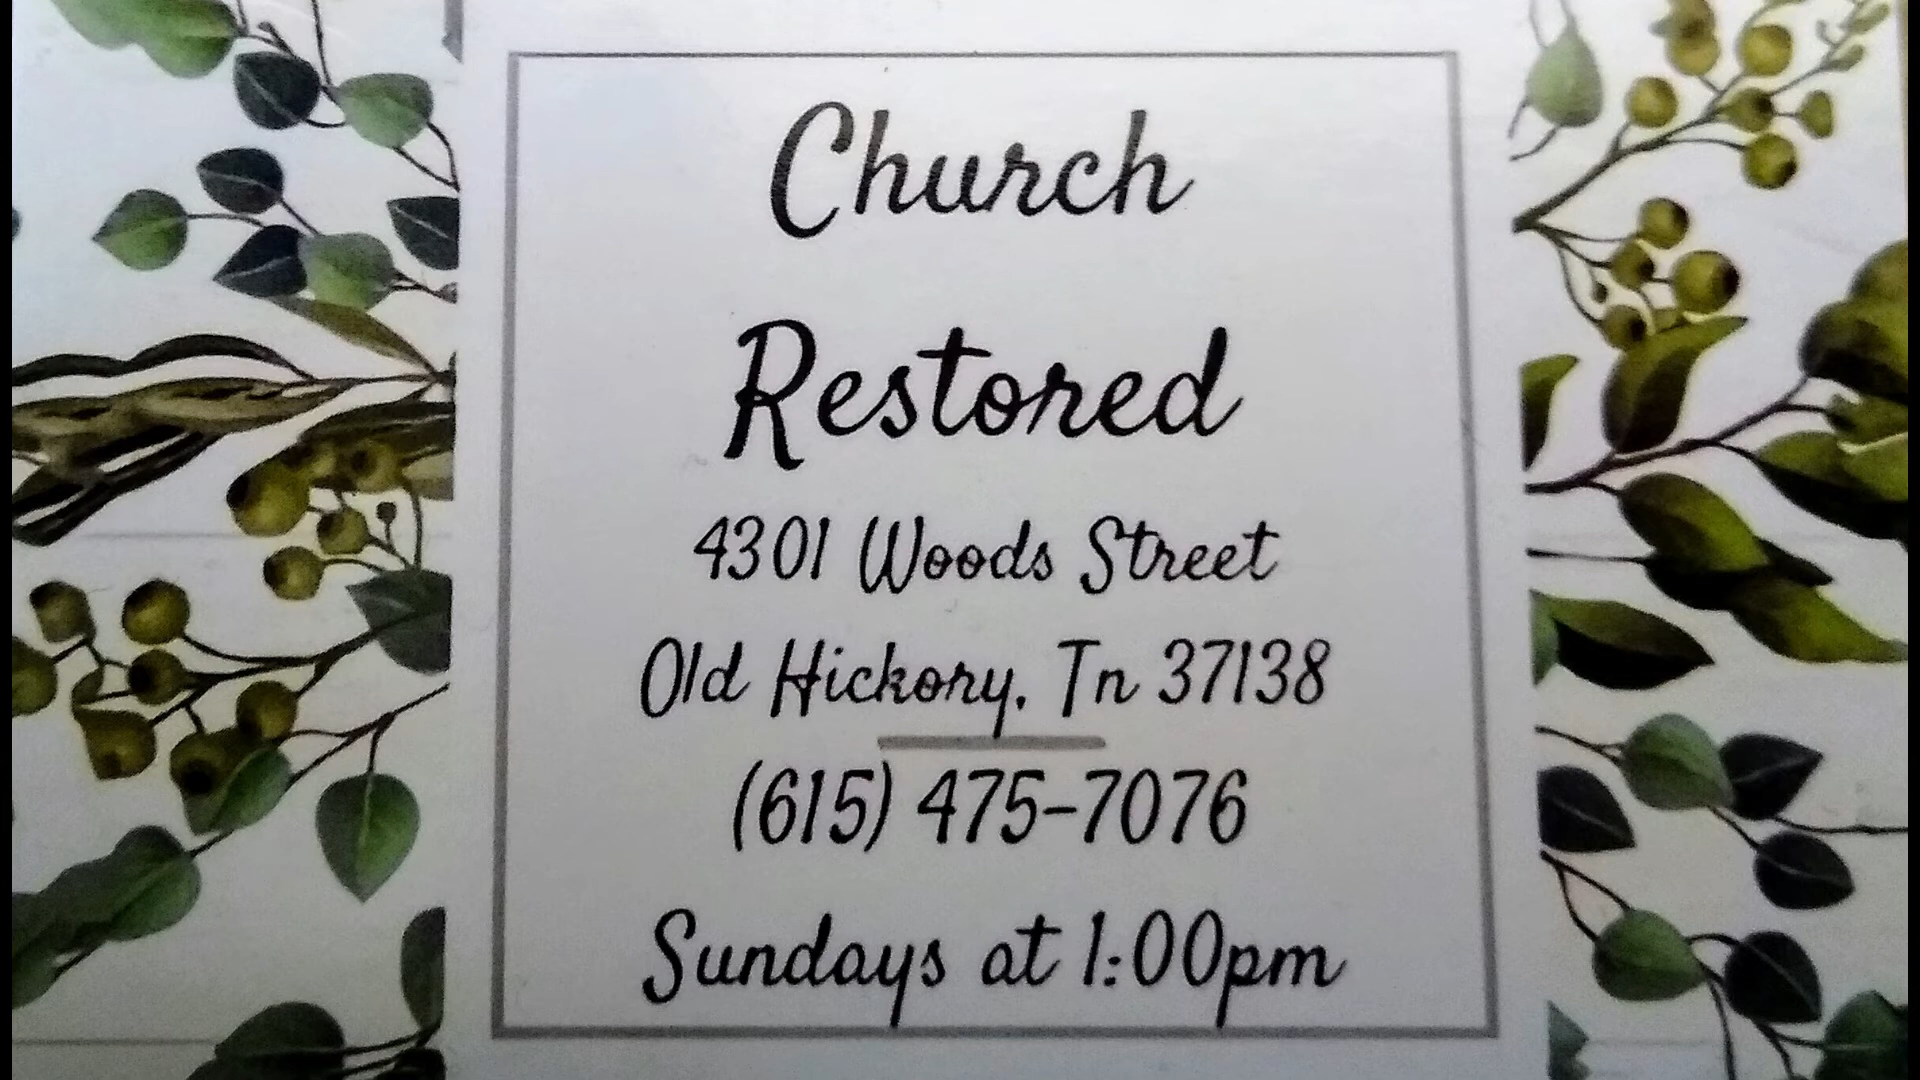 Church
Restored
4301 Woods Street
Old Hickory, Tn 37138
(615) 475-7076
Sundays at 1:00pm